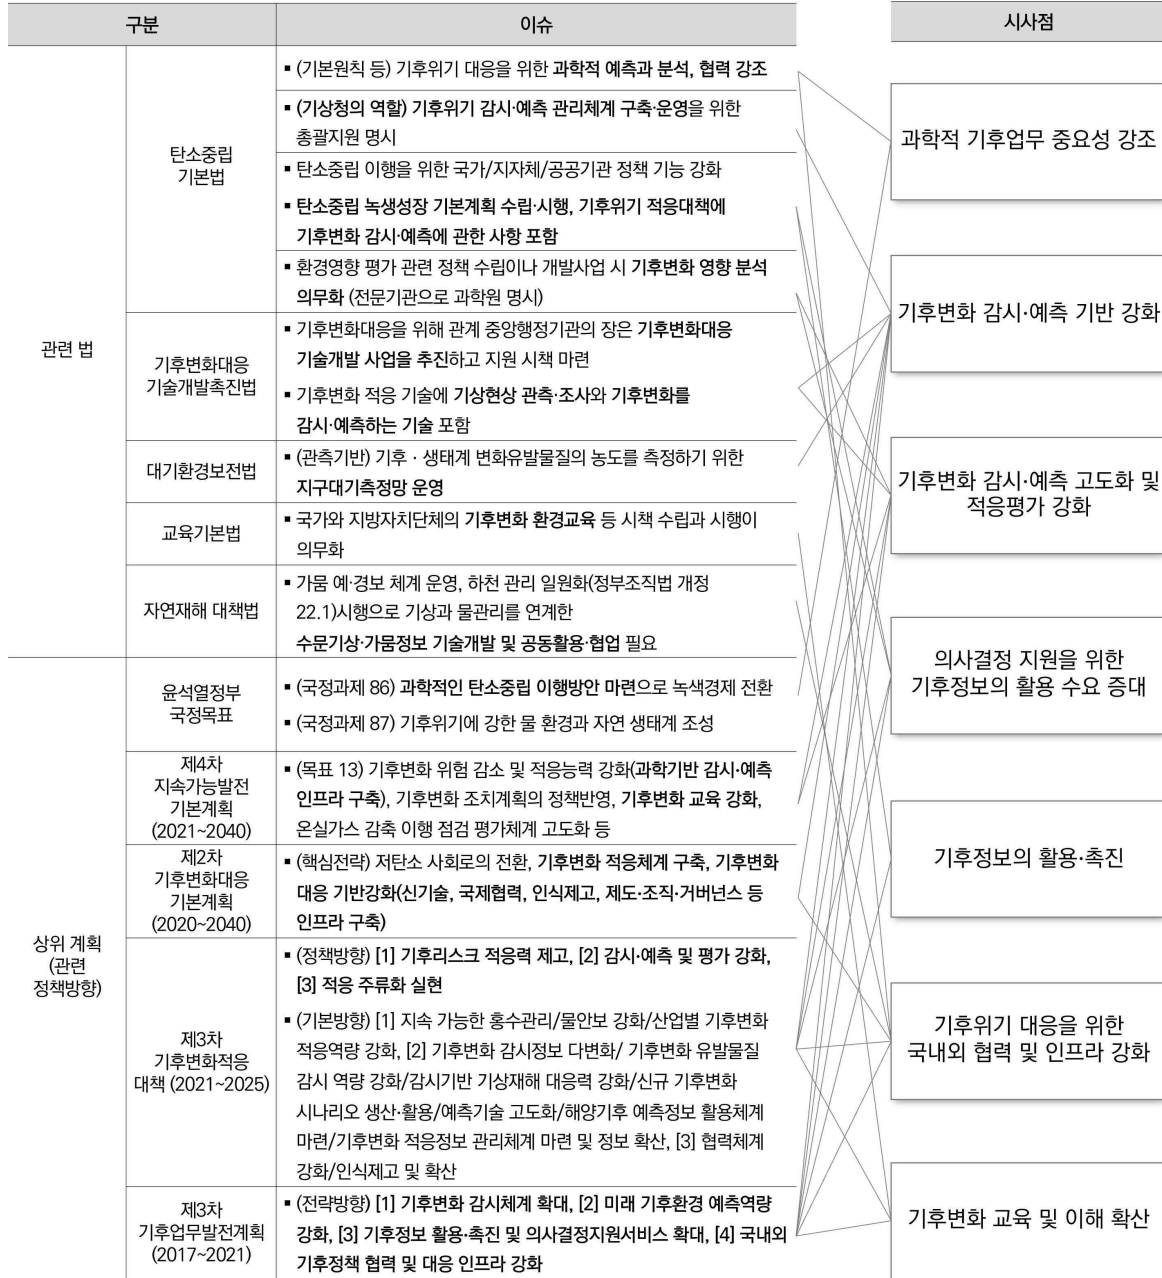 구분
이슈
시사점
관련 법
탄소중립
기본법
▪ (기본원칙 등) 기후위기 대응을 위한 과학적 예측과 분석, 협력 강조
▪ (기상청의 역할) 기후위기 감시·예측 관리체계 구축·운영을 위한
총괄지원 명시
▪ 탄소중립 이행을 위한 국가/지자체/공공기관 정책 기능 강화
▪ 탄소중립 녹생성장 기본계획 수립·시행, 기후위기 적응대책에
기후변화 감시·예측에 관한 사항 포함
▪ 환경영향 평가 관련 정책 수립이나 개발사업 시 기후변화 영향 분석
의무화 (전문기관으로 과학원 명시)
기후변화대응
기술개발촉진법
▪ 기후변화대응을 위해 관계 중앙행정기관의 장은 기후변화대응
기술개발 사업을 추진하고 지원 시책 마련
▪ 기후변화 적응 기술에 기상현상 관측·조사와 기후변화를
감시·예측하는 기술 포함
대기환경보전법
▪ (관측기반) 기후 · 생태계 변화유발물질의 농도를 측정하기 위한
지구대기측정망 운영
교육기본법
▪ 국가와 지방자치단체의 기후변화 환경교육 등 시책 수립과 시행이
의무화
자연재해 대책법
▪ 가뭄 예·경보 체계 운영, 하천 관리 일원화(정부조직법 개정
22.1)시행으로 기상과 물관리를 연계한
수문기상·가뭄정보 기술개발 및 공동활용·협업 필요
상위 계획
(관련
정책방향)
윤석열정부
국정목표
▪ (국정과제 86) 과학적인 탄소중립 이행방안 마련으로 녹색경제 전환
▪ (국정과제 87) 기후위기에 강한 물 환경과 자연 생태계 조성
제4차
지속가능발전
기본계획
(2021~2040)
▪ (목표 13) 기후변화 위험 감소 및 적응능력 강화(과학기반 감시·예측
인프라 구축), 기후변화 조치계획의 정책반영, 기후변화 교육 강화,
온실가스 감축 이행 점검 평가체계 고도화 등
제2차
기후변화대응
기본계획
(2020~2040)
▪ (핵심전략) 저탄소 사회로의 전환, 기후변화 적응체계 구축, 기후변화
대응 기반강화(신기술, 국제협력, 인식제고, 제도·조직·거버넌스 등
인프라 구축)
제3차
기후변화적응
대책 (2021~2025)
▪ (정책방향) [1] 기후리스크 적응력 제고, [2] 감시·예측 및 평가 강화,
[3] 적응 주류화 실현
▪ (기본방향) [1] 지속 가능한 홍수관리/물안보 강화/산업별 기후변화
적응역량 강화, [2] 기후변화 감시정보 다변화/ 기후변화 유발물질
감시 역량 강화/감시기반 기상재해 대응력 강화/신규 기후변화
시나리오 생산·활용/예측기술 고도화/해양기후 예측정보 활용체계
마련/기후변화 적응정보 관리체계 마련 및 정보 확산, [3] 협력체계
강화/인식제고 및 확산
제3차
기후업무발전계획
(2017~2021)
▪ (전략방향) [1] 기후변화 감시체계 확대, [2] 미래 기후환경 예측역량
강화, [3] 기후정보 활용·촉진 및 의사결정지원서비스 확대, [4] 국내외
기후정책 협력 및 대응 인프라 강화
과학적 기후업무 중요성 강조
기후변화 감시·예측 기반 강화
기후변화 감시·예측 고도화 및
적응평가 강화
의사결정 지원을 위한
기후정보의 활용 수요 증대
기후정보의 활용·촉진
기후위기 대응을 위한
국내외 협력 및 인프라 강화
기후변화 교육 및 이해 확산